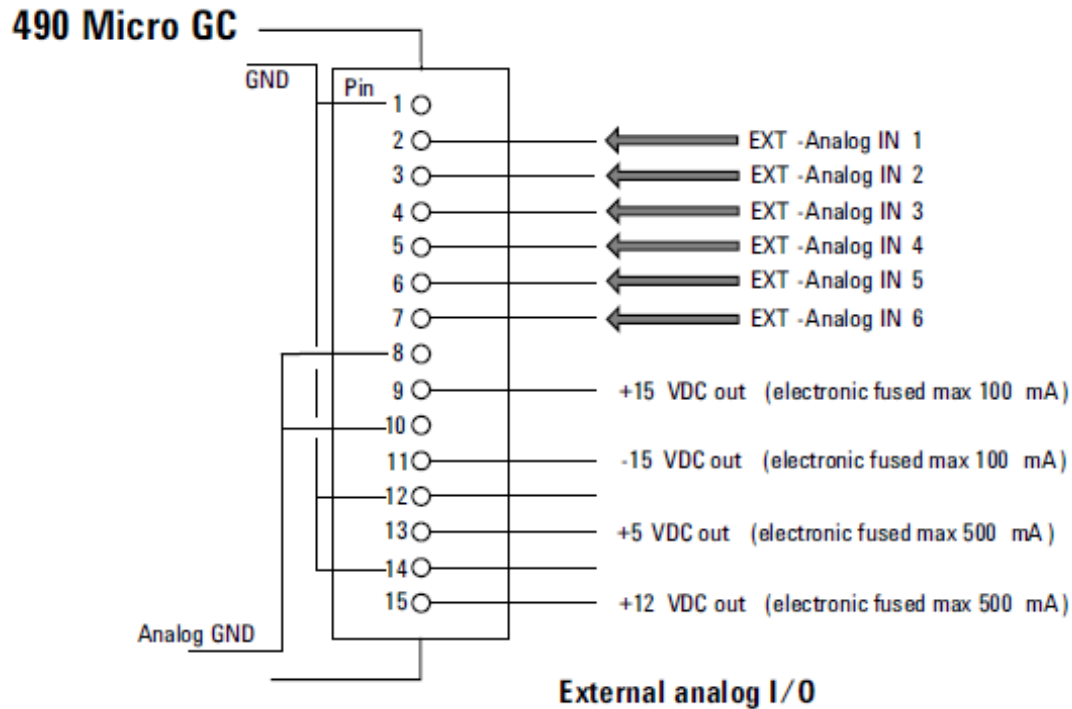 490 Micro GC
GND
Pin
1
2 EXT -Analog IN 1
3 EXT -Analog IN 2
4 EXT -Analog IN 3
5 EXT -Analog IN 4
6 EXT -Analog IN 5
7 EXT -Analog IN 6
8
9 +15 VDC out (electronic fused max 100 mA)
10
11 -15 VDC out (electronic fused max 100 mA)
12
13 +5 VDC out (electronic fused max 500 mA)
14
15 +12 VDC out (electronic fused max 500 mA)
Analog GND
External analog I/O